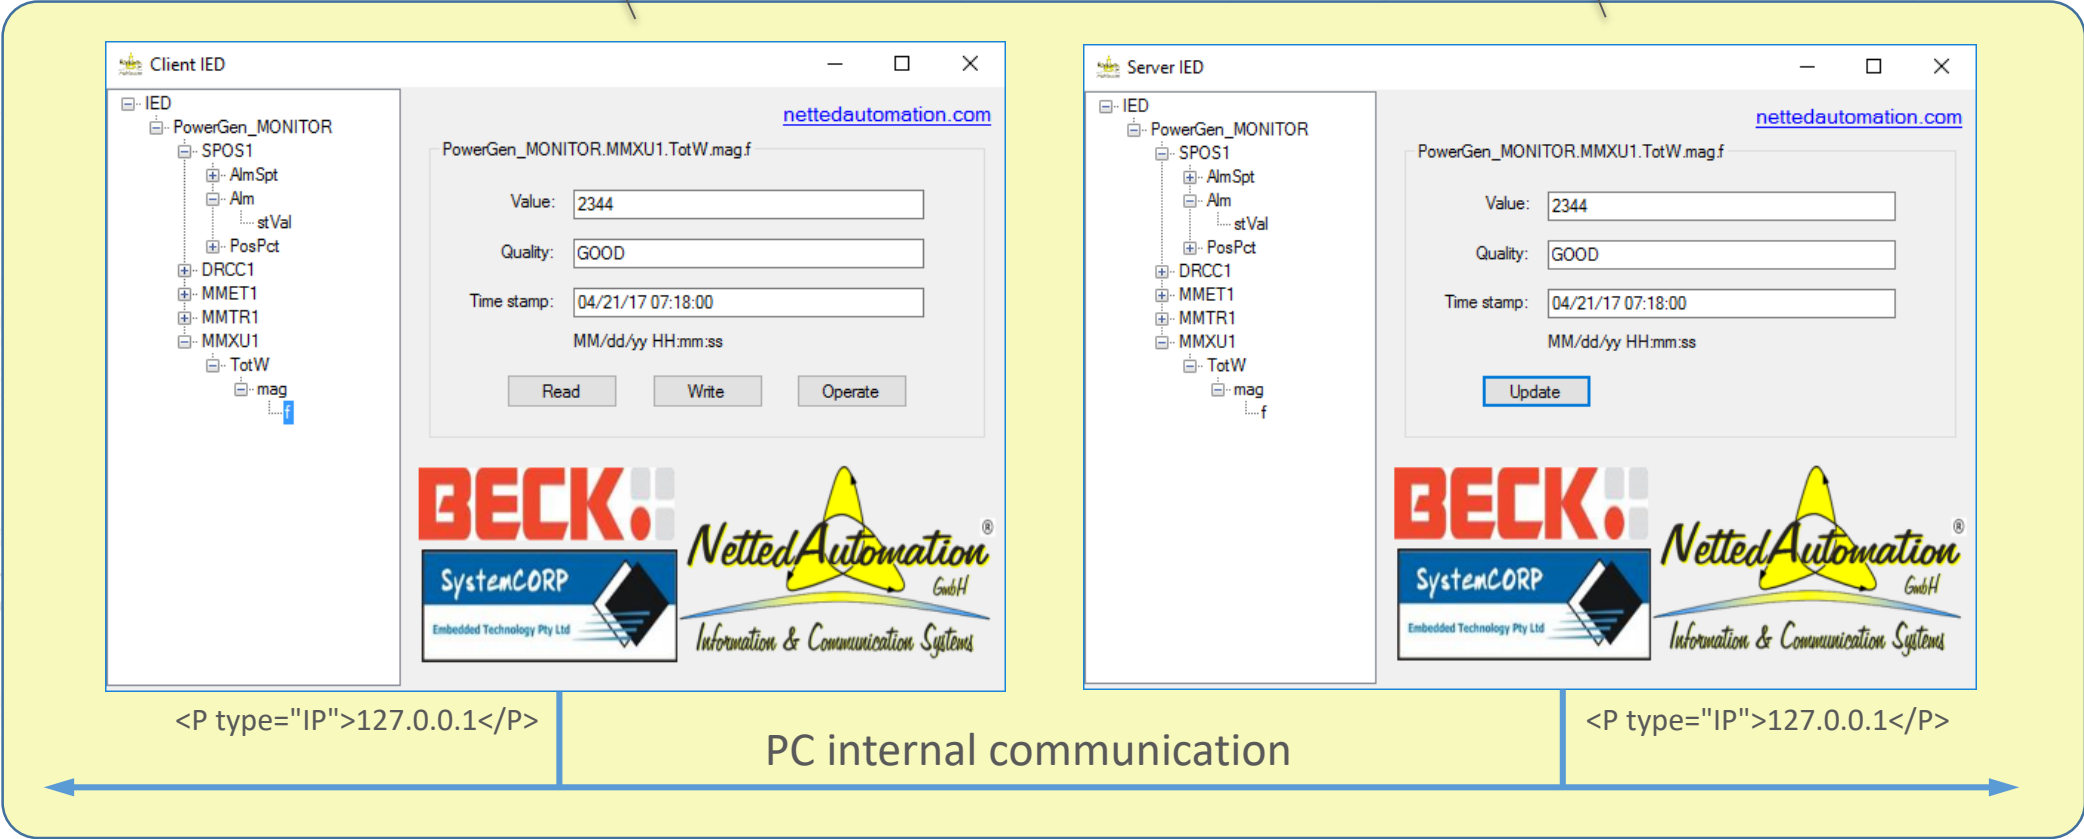 Client IED
IED
PowerGen_MONITOR
SPOS1
AlmSpt
Alm
stVal
PosPct
DRCC1
MMET1
MMTR1
MMXU1
TotW
mag
f
nettedautomation.com
PowerGen_MONITOR.MMXU1.TotW.mag.f
Value: 2344
Quality: GOOD
Time stamp: 04/21/17 07:18:00
MM/dd/yy HH:mm:ss
Read Write Operate
BECK
SystemCORP
Embedded Technology Pty Ltd
NettedAutomation ®
GmbH
Information & Communication Systems
<P type="IP">127.0.0.1</P>
Server IED
IED
PowerGen_MONITOR
SPOS1
AlmSpt
Alm
stVal
PosPct
DRCC1
MMET1
MMTR1
MMXU1
TotW
mag
f
nettedautomation.com
PowerGen_MONITOR.MMXU1.TotW.mag.f
Value: 2344
Quality: GOOD
Time stamp: 04/21/17 07:18:00
MM/dd/yy HH:mm:ss
Update
BECK
SystemCORP
Embedded Technology Pty Ltd
NettedAutomation ®
GmbH
Information & Communication Systems
<P type="IP">127.0.0.1</P>
PC internal communication